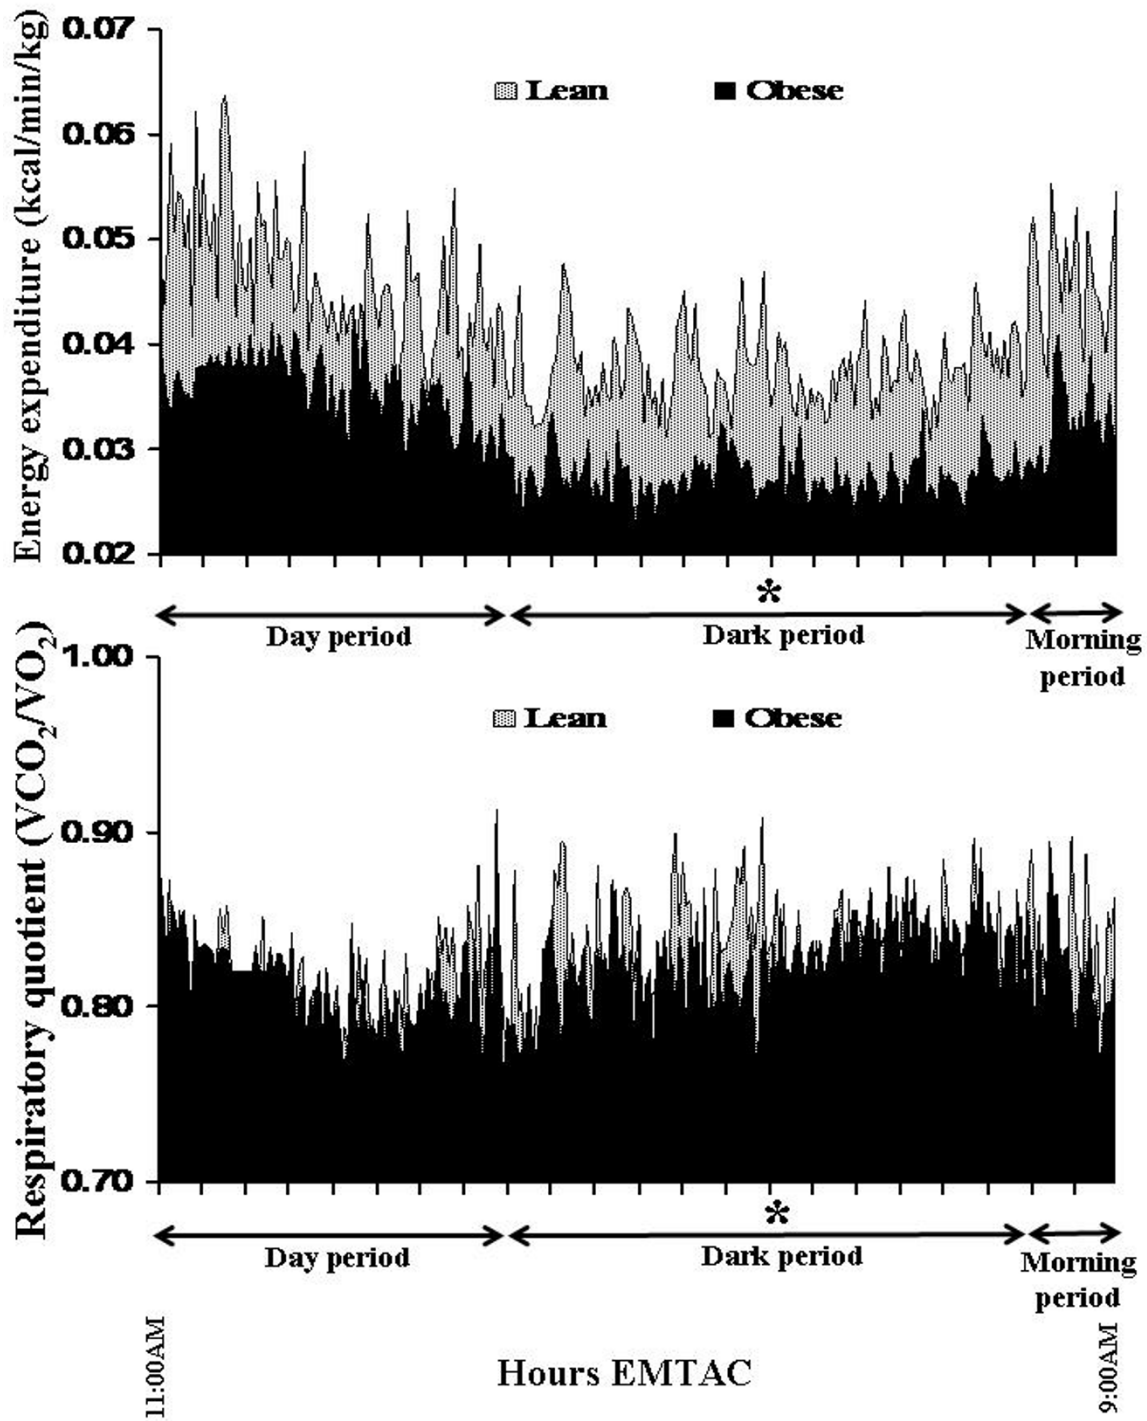 Energy expenditure (kcal/min/kg)
0.07
0.06
0.05
0.04
0.03
0.02
Lean Obese
*
Day period
Dark period
Morning
period
Respiratory quotient (VCO2/VO2)
1.00
0.90
0.80
0.70
Lean Obese
*
Day period
Dark period
Morning
period
11:00AM
Hours EMTAC
9:00AM